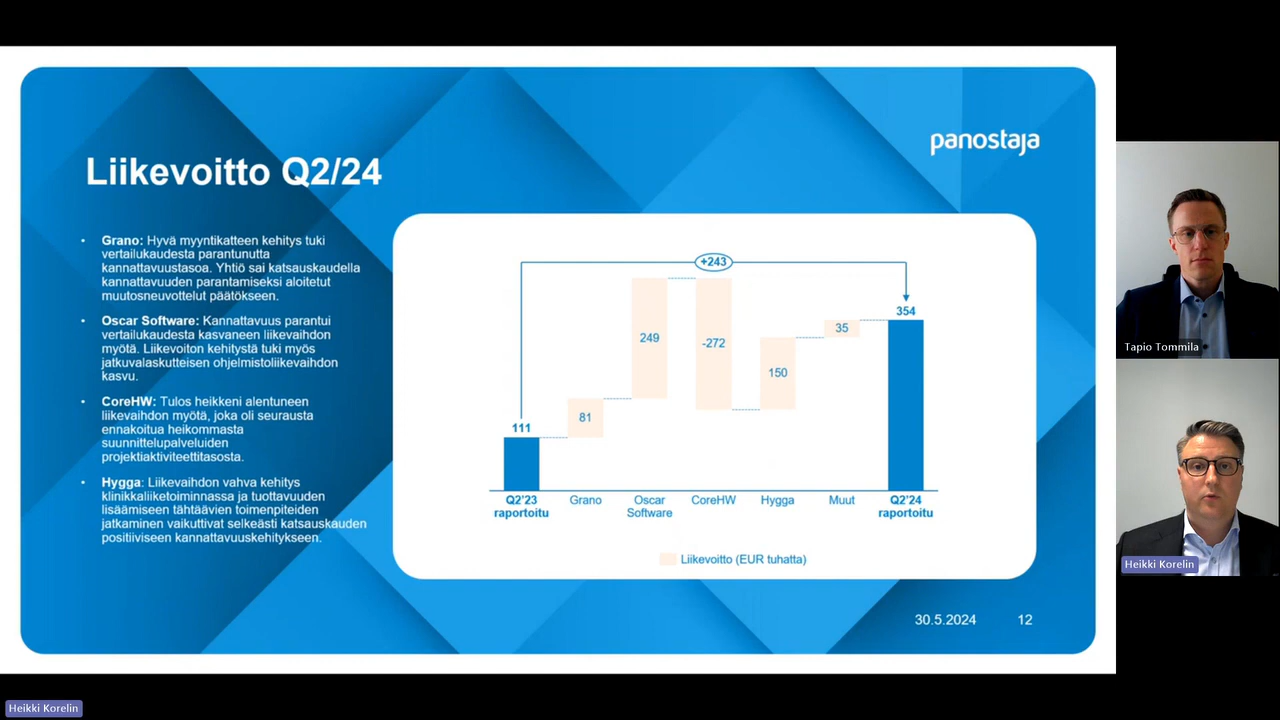 panostaja
Liikevoitto Q2/24
• Grano: Hyvä myyntikatteen kehitys tuki
vertailukaudesta parantunutta
kannattavuustasoa. Yhtiö sai katsauskaudella
kannattavuuden parantamiseksi aloitetut
muutosneuvottelut päätökseen.
• Oscar Software: Kannattavuus parantui
vertailukaudesta kasvaneen liikevaihdon
myötä. Liikevoiton kehitystä tuki myös
jatkuvalaskutteisen ohjelmistoliikevaihdon
kasvu.
• CoreHW: Tulos heikkeni alentuneen
liikevaihdon myötä, joka oli seurausta
ennakoitua heikommasta
suunnittelupalveluiden
projektiaktiviteettitasosta.
• Hygga: Liikevaihdon vahva kehitys
klinikkaliiketoiminnassa ja tuottavuuden
lisäämiseen tähtäävien toimenpiteiden
jatkaminen vaikuttivat selkeästi katsauskauden
positiiviseen kannattavuuskehitykseen.
+243
111
81
249
-272
150
35
354
Q2'23
raportoitu
Grano
Oscar
Software
CoreHW
Hygga
Muut
Q2'24
raportoitu
Liikevoitto (EUR tuhatta)
30.5.2024
12
Tapio Tommila
Heikki Korelin
Heikki Korelin